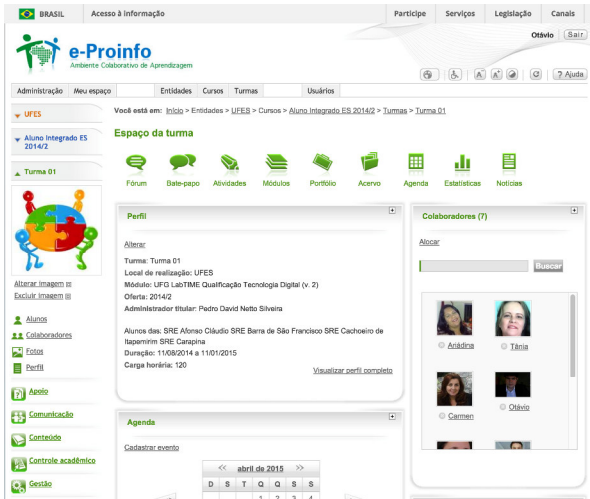 BRASIL Acesso à informação Participe Serviços Legislação Canais
Otávio Sair
e-Proinfo
Ambiente Colaborativo de Aprendizagem
A A ? Ajuda
Administração Meu espaço Entidades Cursos Turmas Usuários
Você está em: Início > Entidades > UFES > Cursos > Aluno Integrado ES 2014/2 > Turmas > Turma 01
UFES
Aluno Integrado ES
2014/2
Turma 01
Alterar imagem
Excluir imagem
Alunos
Colaboradores
Fotos
Perfil
Apoio
Comunicação
Conteúdo
Controle acadêmico
Gestão
Espaço da turma
Fórum Bate-papo Atividades Módulos Portfólio Acervo Agenda Estatísticas Notícias
Perfil
Alterar
Turma: Turma 01
Local de realização: UFES
Módulo: UFG LabTIME Qualificação Tecnologia Digital (v. 2)
Oferta: 2014/2
Administrador titular: Pedro David Netto Silveira
Alunos das: SRE Afonso Cláudio SRE Barra de São Francisco SRE Cachoeiro de
Itapemirim SRE Carapina
Duração: 11/08/2014 a 11/01/2015
Carga horária: 120
Visualizar perfil completo
Agenda
Cadastrar evento
<< abril de 2015 >>
D S T Q Q S S
1 2 3 4
Colaboradores (7)
Alocar
Buscar
Ariádina Tânia
Carmen Otávio